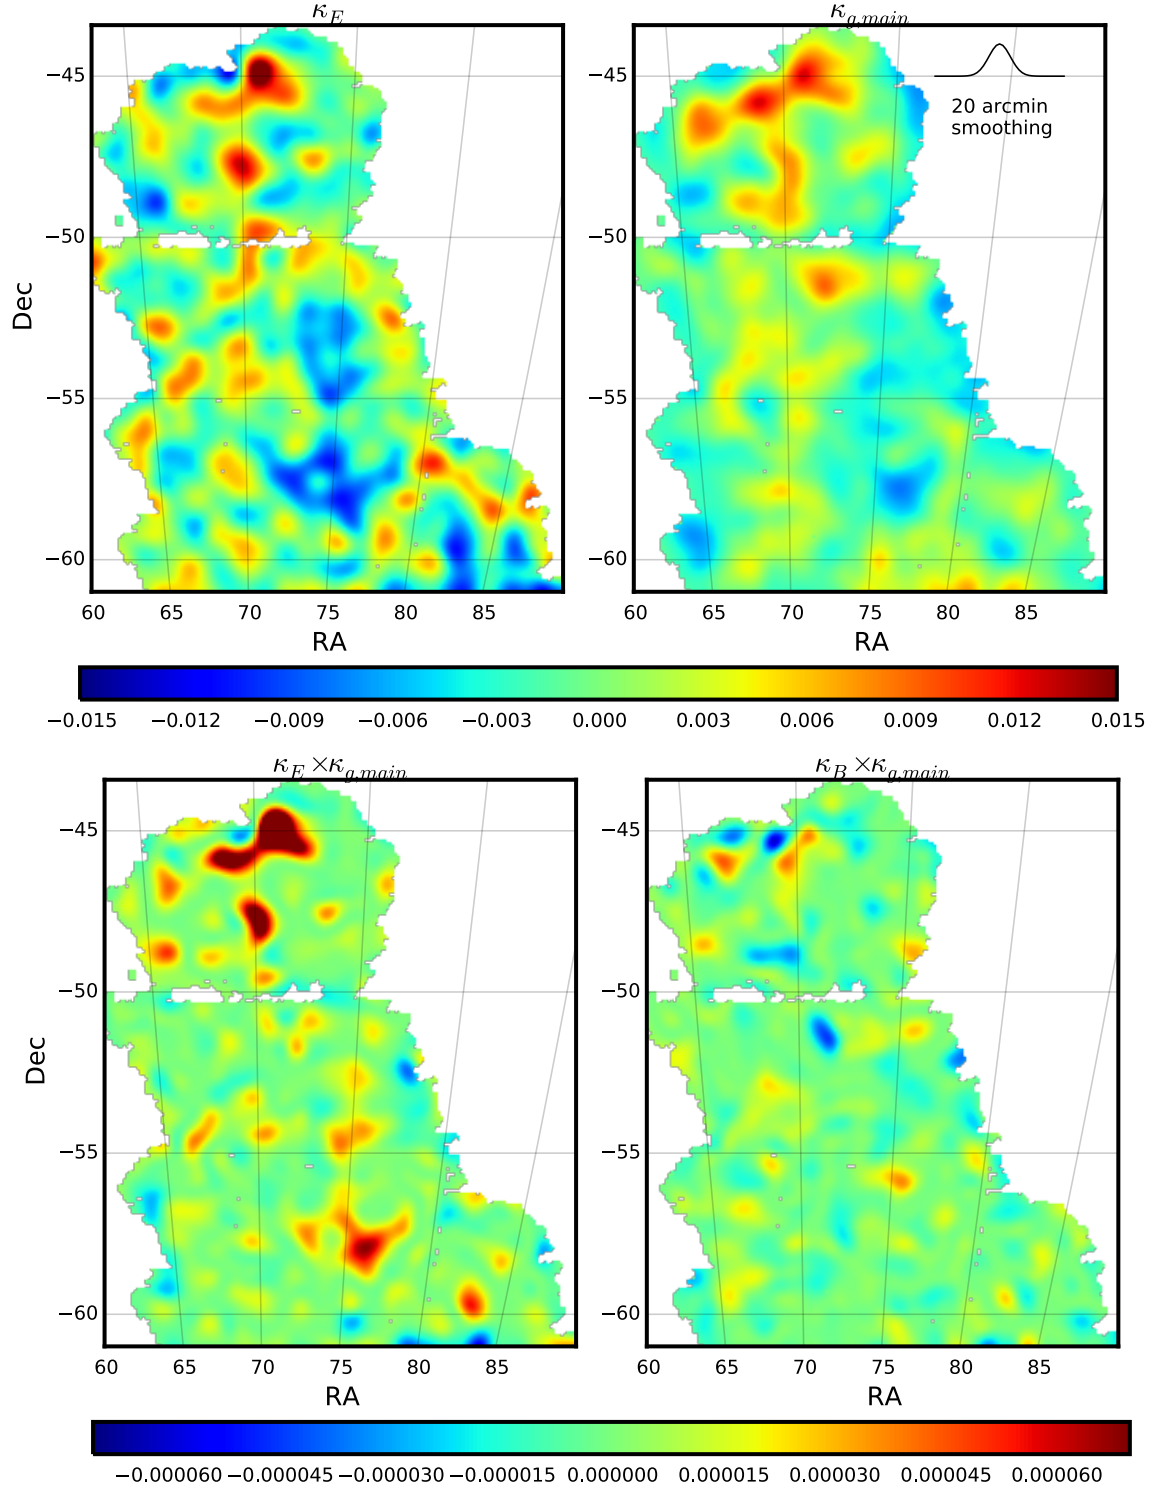 κ_E κ_{g,main}
−45 −45
20 arcmin
smoothing
−50 −50
Dec
−55 −55
−60 −60
60 65 70 75 80 85 60 65 70 75 80 85
RA RA
−0.015 −0.012 −0.009 −0.006 −0.003 0.000 0.003 0.006 0.009 0.012 0.015
κ_E ×κ_{g,main} κ_B ×κ_{g,main}
−45 −45
−50 −50
Dec
−55 −55
−60 −60
60 65 70 75 80 85 60 65 70 75 80 85
RA RA
−0.000060 −0.000045 −0.000030 −0.000015 0.000000 0.000015 0.000030 0.000045 0.000060